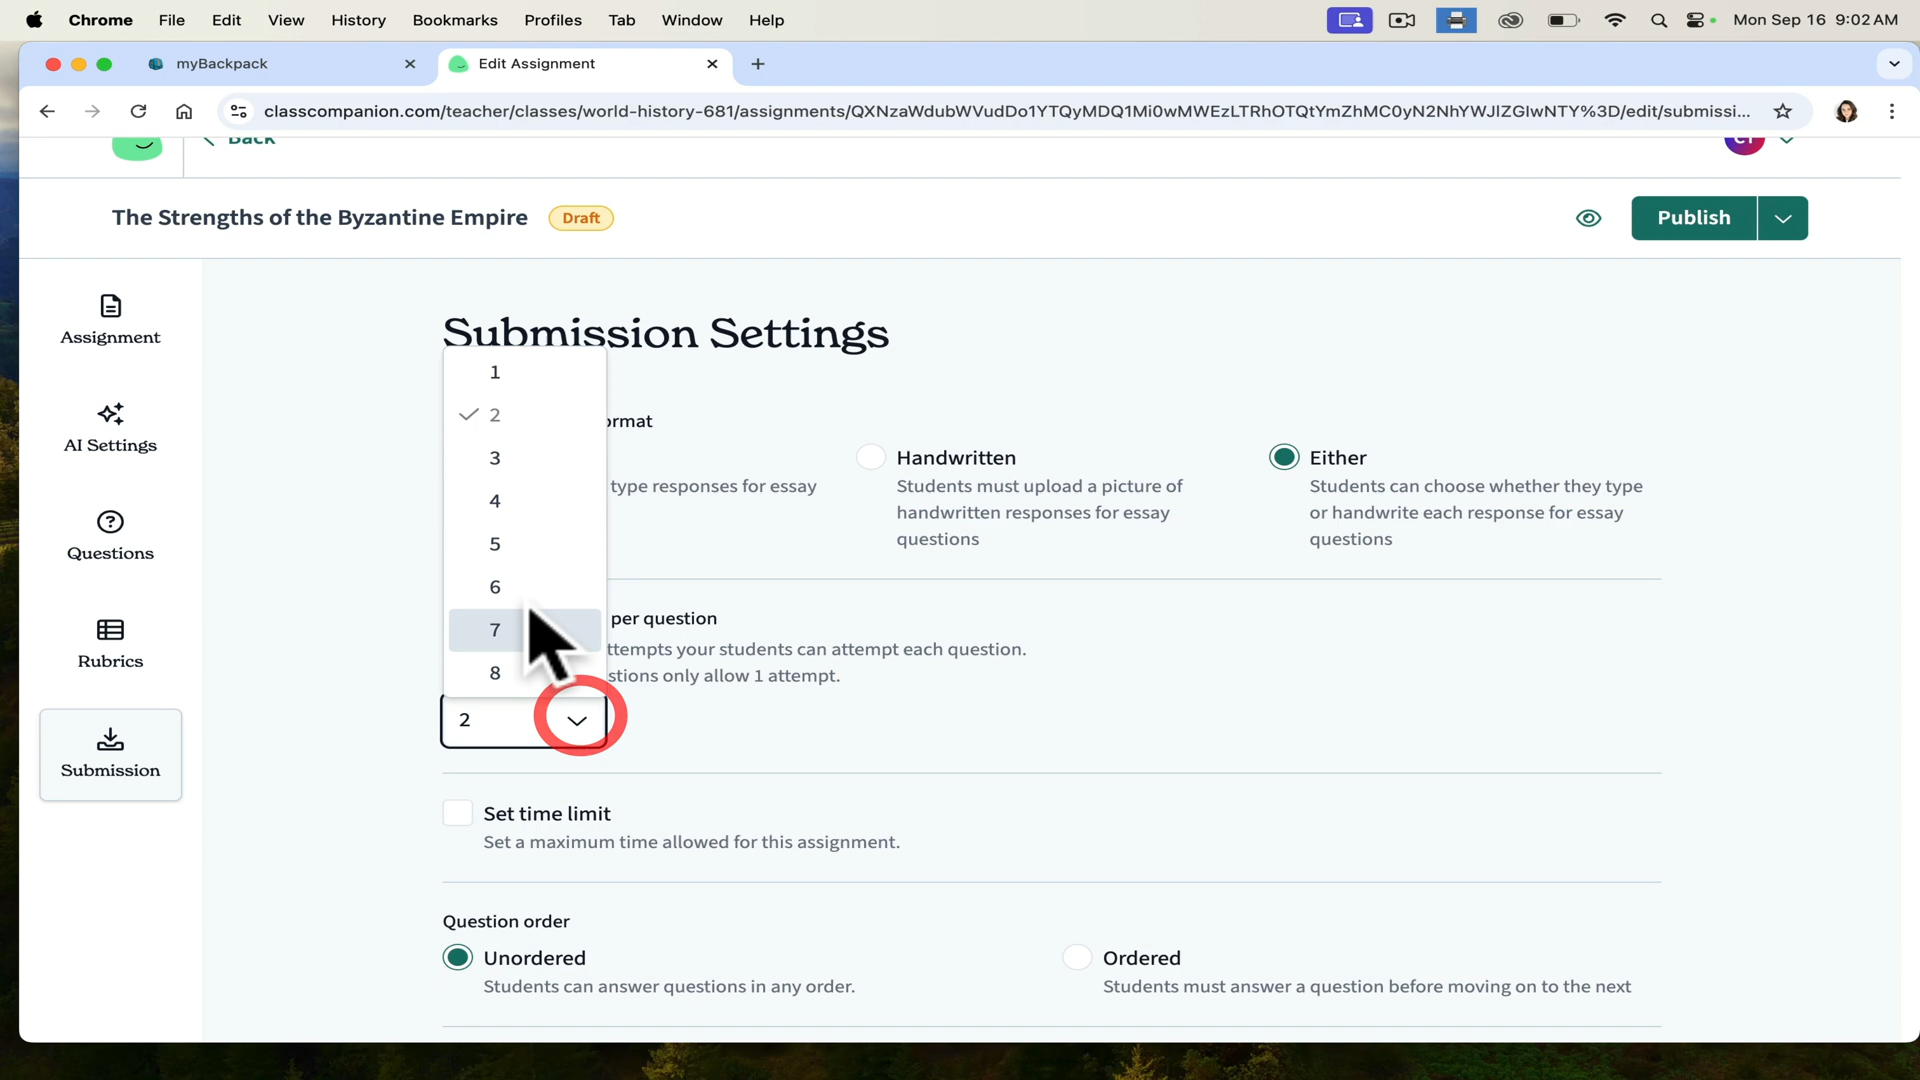 Chrome File Edit View History Bookmarks Profiles Tab Window Help Mon Sep 16 9:02 AM
myBackpack Edit Assignment
classcompanion.com/teacher/classes/world-history-681/assignments/QXNzaWdubWVudDo1YTQyMDQ1Mi0wMWEzLTRhOTQtYmZhMC0yN2NhYWJlZGIwNTY%3D/edit/submissi...
Back CT
The Strengths of the Byzantine Empire Draft Publish
Assignment
AI Settings
Questions
Rubrics
Submission
Submission Settings
1
2
3
4
5
6
7
8
ormat
type responses for essay
Handwritten
Students must upload a picture of
handwritten responses for essay
questions
Either
Students can choose whether they type
or handwrite each response for essay
questions
per question
ttempts your students can attempt each question.
stions only allow 1 attempt.
2
Set time limit
Set a maximum time allowed for this assignment.
Question order
Unordered
Students can answer questions in any order.
Ordered
Students must answer a question before moving on to the next